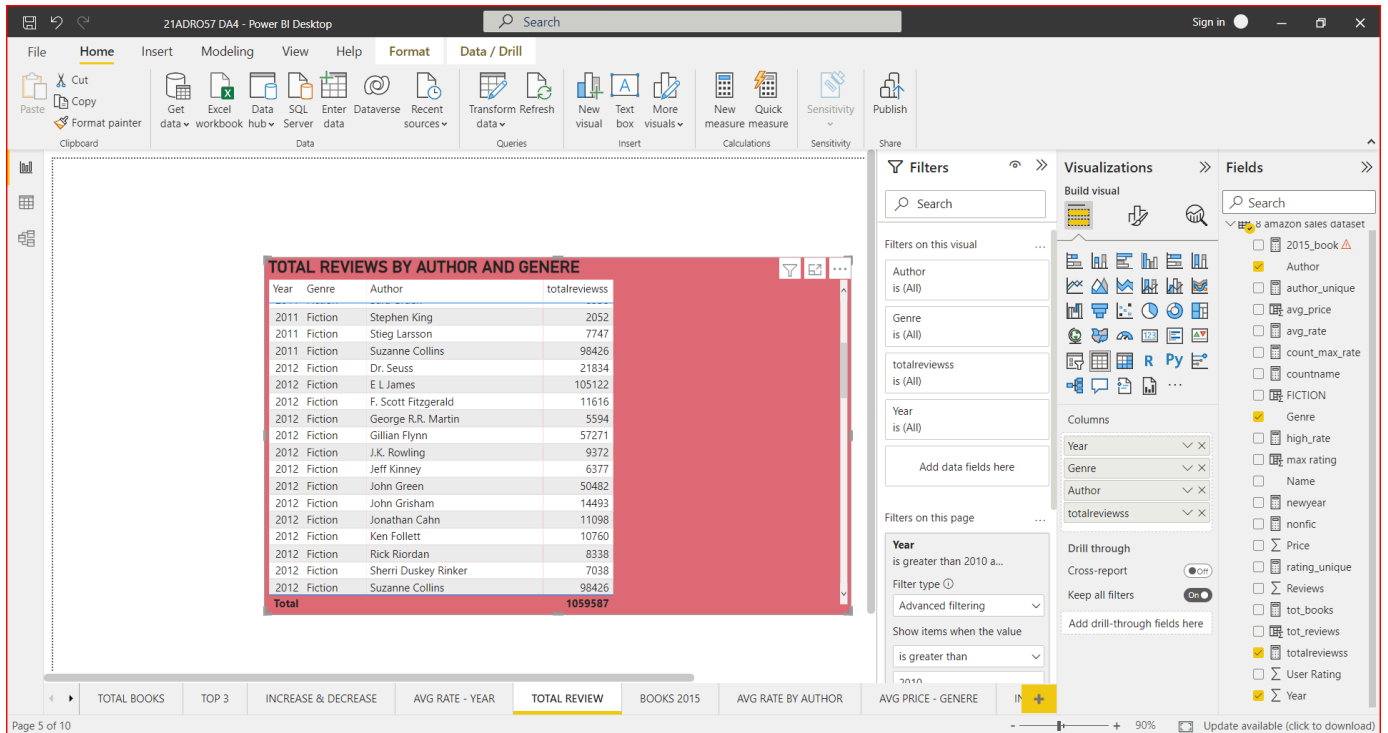 21ADRO57 DA4 - Power BI Desktop
Search
Sign in
File Home Insert Modeling View Help Format Data / Drill
Paste
Cut
Copy
Format painter
Clipboard
Get data
Excel workbook
Data hub
SQL Server
Enter data
Dataverse
Recent sources
Data
Transform data
Refresh
Queries
New visual
Text box
More visuals
Insert
New measure
Quick measure
Calculations
Sensitivity
Sensitivity
Publish
Share
TOTAL REVIEWS BY AUTHOR AND GENERE
Year Genre Author totalreviewss
2011 Fiction Stephen King 2052
2011 Fiction Stieg Larsson 7747
2011 Fiction Suzanne Collins 98426
2012 Fiction Dr. Seuss 21834
2012 Fiction E L James 105122
2012 Fiction F. Scott Fitzgerald 11616
2012 Fiction George R.R. Martin 5594
2012 Fiction Gillian Flynn 57271
2012 Fiction J.K. Rowling 9372
2012 Fiction Jeff Kinney 6377
2012 Fiction John Green 50482
2012 Fiction John Grisham 14493
2012 Fiction Jonathan Cahn 11098
2012 Fiction Ken Follett 10760
2012 Fiction Rick Riordan 8338
2012 Fiction Sherri Duskey Rinker 7038
2012 Fiction Suzanne Collins 98426
Total 1059587
Filters
Search
Filters on this visual ...
Author
is (All)
Genre
is (All)
totalreviewss
is (All)
Year
is (All)
Add data fields here
Filters on this page ...
Year
is greater than 2010 a...
Filter type
Advanced filtering
Show items when the value
is greater than
2010
Visualizations
Build visual
123
R Py
...
Columns
Year
Genre
Author
totalreviewss
Drill through
Cross-report Off
Keep all filters On
Add drill-through fields here
Fields
Search
8 amazon sales dataset
2015_book
Author
author_unique
avg_price
avg_rate
count_max_rate
countname
FICTION
Genre
high_rate
max rating
Name
newyear
nonfic
Price
rating_unique
Reviews
tot_books
tot_reviews
totalreviewss
User Rating
Year
TOTAL BOOKS TOP 3 INCREASE & DECREASE AVG RATE - YEAR TOTAL REVIEW BOOKS 2015 AVG RATE BY AUTHOR AVG PRICE - GENERE
Page 5 of 10
- + 90%
Update available (click to download)